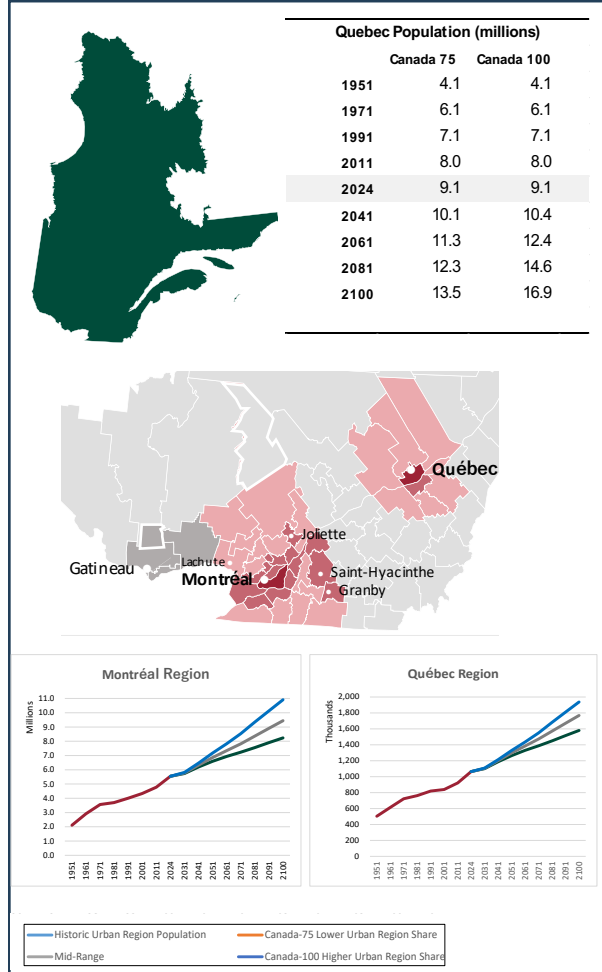 Quebec Population (millions)
Canada 75 Canada 100
1951 4.1 4.1
1971 6.1 6.1
1991 7.1 7.1
2011 8.0 8.0
2024 9.1 9.1
2041 10.1 10.4
2061 11.3 12.4
2081 12.3 14.6
2100 13.5 16.9
Québec
Joliette
Gatineau
Lachute
Montréal
Saint-Hyacinthe
Granby
Montréal Region
Millions
11.0
10.0
9.0
8.0
7.0
6.0
5.0
4.0
3.0
2.0
1.0
0.0
1951 1961 1971 1981 1991 2001 2011 2024 2031 2041 2051 2061 2071 2081 2091 2100
Québec Region
Thousands
2,000
1,800
1,600
1,400
1,200
1,000
800
600
400
200
0
1951 1961 1971 1981 1991 2001 2011 2024 2031 2041 2051 2061 2071 2081 2091 2100
Historic Urban Region Population
Canada-75 Lower Urban Region Share
Mid-Range
Canada-100 Higher Urban Region Share